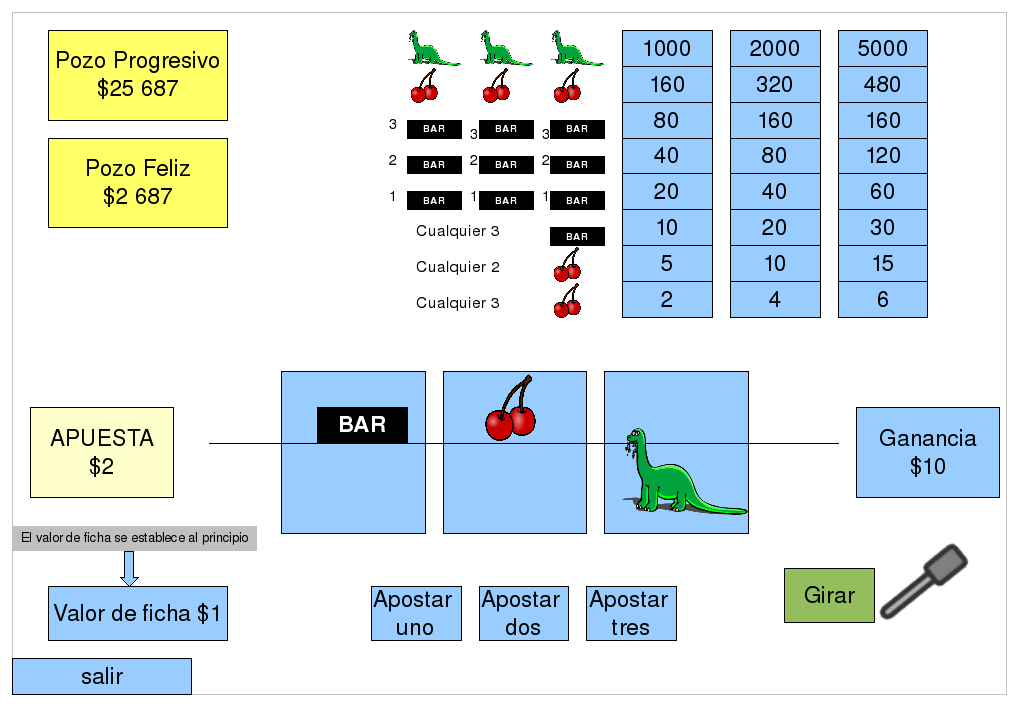 Pozo Progresivo
$25 687
Pozo Feliz
$2 687
1000 2000 5000
160 320 480
3 BAR 3 BAR 3 BAR 80 160 160
2 BAR 2 BAR 2 BAR 40 80 120
1 BAR 1 BAR 1 BAR 20 40 60
Cualquier 3 BAR 10 20 30
Cualquier 2 5 10 15
Cualquier 3 2 4 6
APUESTA
$2
BAR
Ganancia
$10
El valor de ficha se establece al principio
Valor de ficha $1
Apostar
uno
Apostar
dos
Apostar
tres
Girar
salir